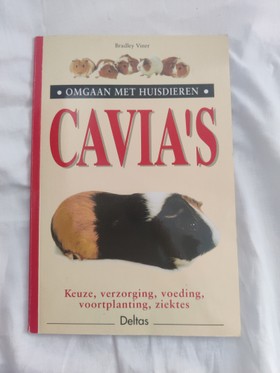 Bradley Viner
• OMGAAN MET HUISDIEREN •
CAVIA'S
Keuze, verzorging, voeding,
voortplanting, ziektes
Deltas